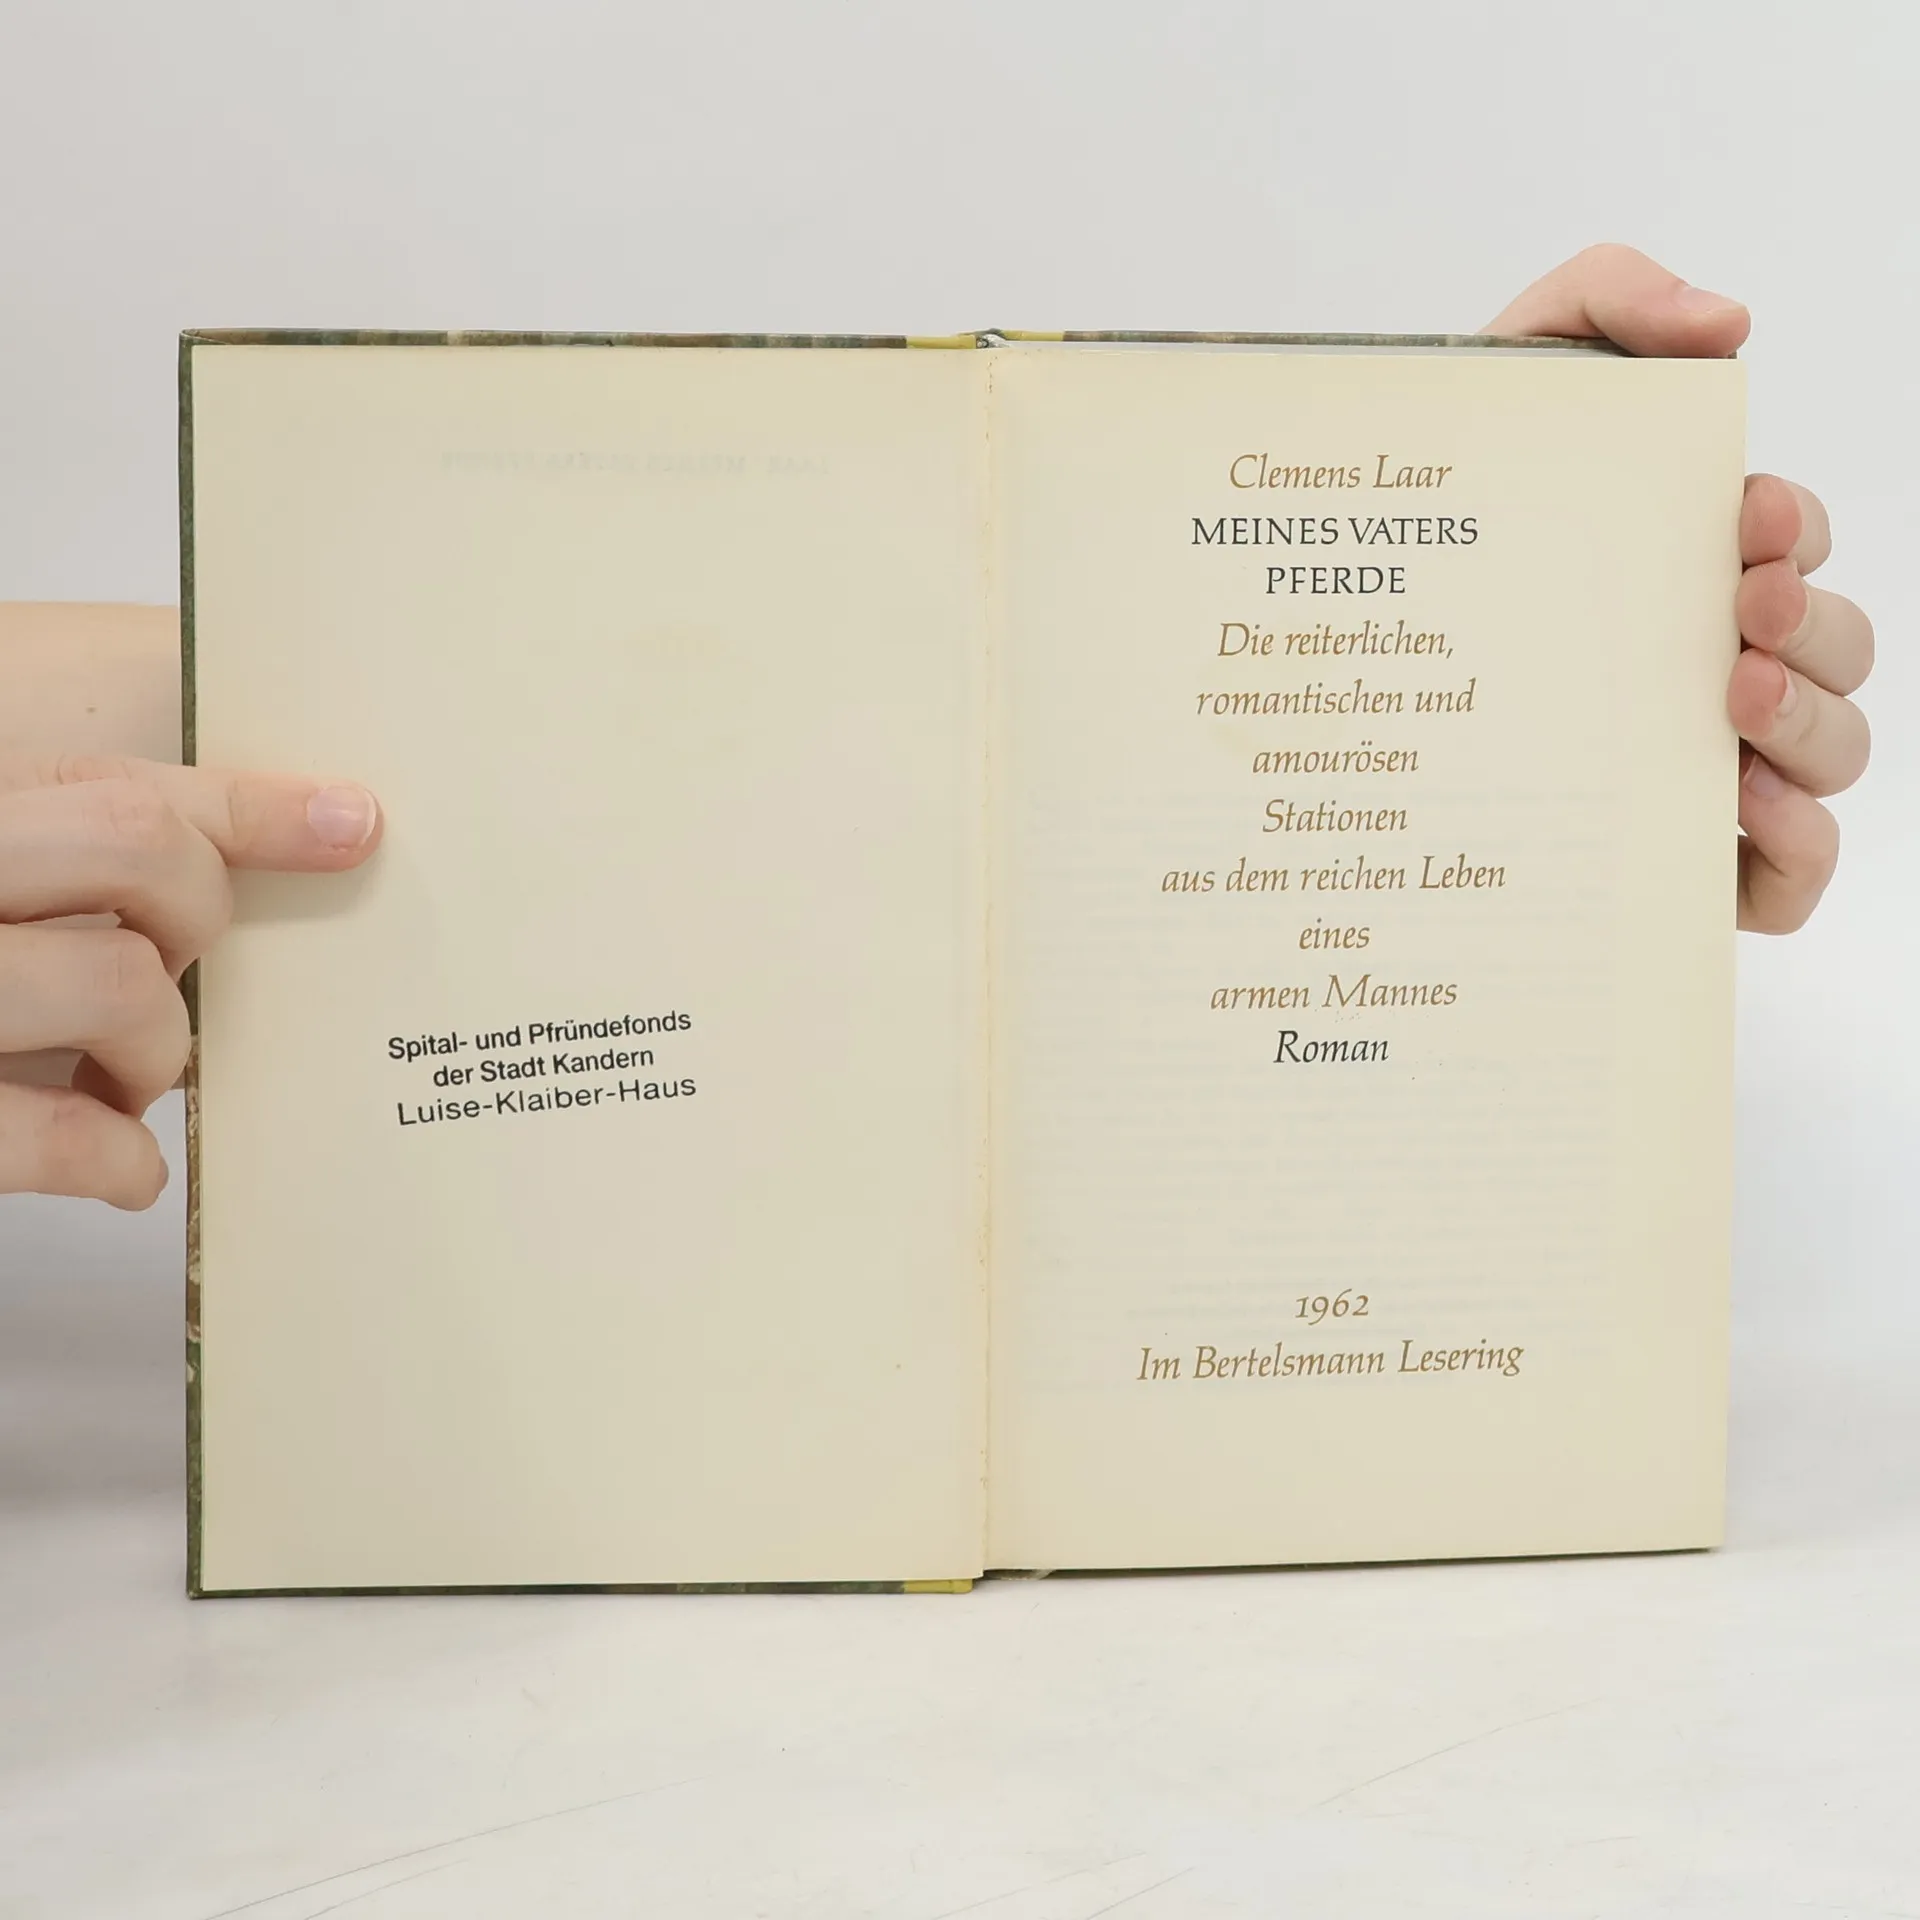 Spital- und Pfründefonds
der Stadt Kandern
Luise-Klaiber-Haus
Clemens Laar
MEINES VATERS
PFERDE
Die reiterlichen,
romantischen und
amourösen
Stationen
aus dem reichen Leben
eines
armen Mannes
Roman
1962
Im Bertelsmann Lesering